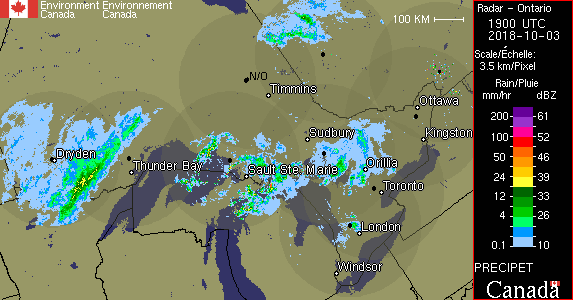 Environment Environnement
Canada Canada
100 KM
N/O
Timmins
Ottawa
Sudbury
Kingston
Dryden
Thunder Bay
Sault Ste. Marie
Orillia
Toronto
London
Windsor
Radar - Ontario
1900 UTC
2018-10-03
Scale/Échelle:
3.5 km/Pixel
Rain/Pluie
mm/hr dBZ
200 61
100 57
100 52
50 46
24 39
12 33
4 26
0.1 10
PRECIPET
Canada